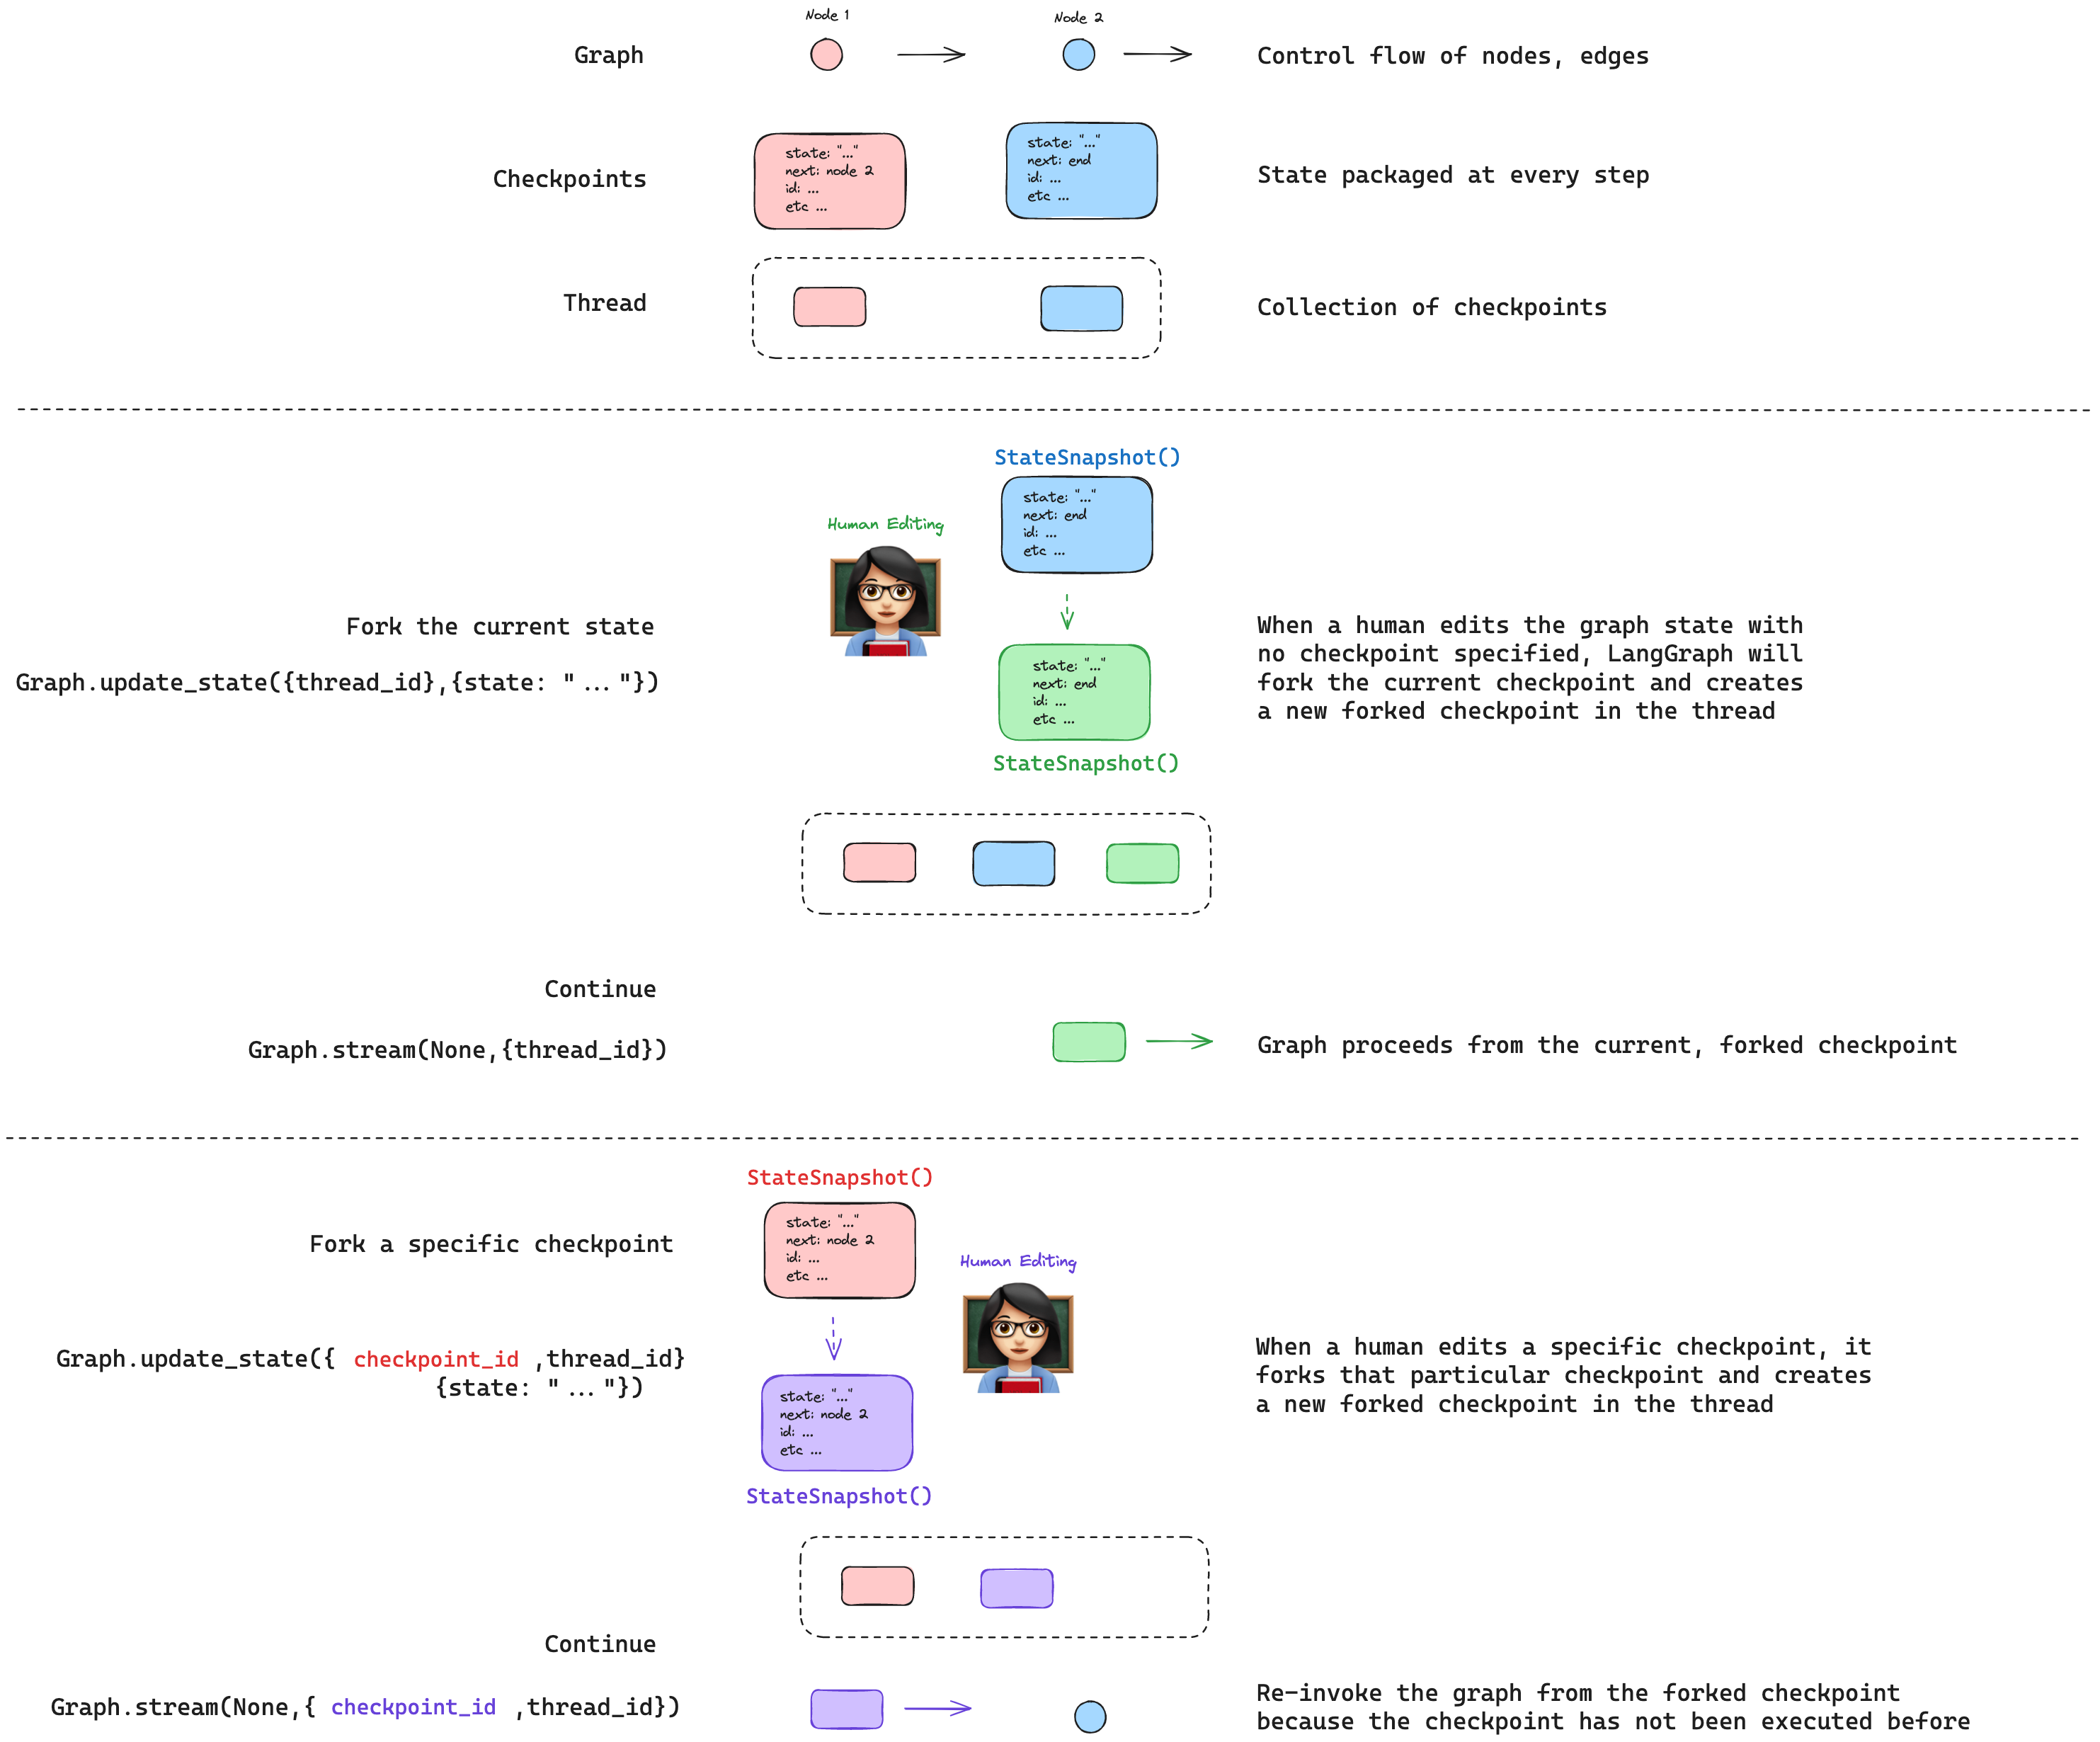 Node 1
Node 2
Graph
Control flow of nodes, edges
Checkpoints
state: "..."
next: node 2
id: ...
etc ...
state: "..."
next: end
id: ...
etc ...
State packaged at every step
Thread
Collection of checkpoints
StateSnapshot()
state: "..."
next: end
id: ...
etc ...
Human Editing
Fork the current state
Graph.update_state({thread_id},{state: "..."})
state: "..."
next: end
id: ...
etc ...
StateSnapshot()
When a human edits the graph state with
no checkpoint specified, LangGraph will
fork the current checkpoint and creates
a new forked checkpoint in the thread
Continue
Graph.stream(None,{thread_id})
Graph proceeds from the current, forked checkpoint
StateSnapshot()
Fork a specific checkpoint
state: "..."
next: node 2
id: ...
etc ...
Human Editing
Graph.update_state({ checkpoint_id ,thread_id}
{state: "..."})
state: "..."
next: node 2
id: ...
etc ...
StateSnapshot()
When a human edits a specific checkpoint, it
forks that particular checkpoint and creates
a new forked checkpoint in the thread
Continue
Graph.stream(None,{ checkpoint_id ,thread_id})
Re-invoke the graph from the forked checkpoint
because the checkpoint has not been executed before